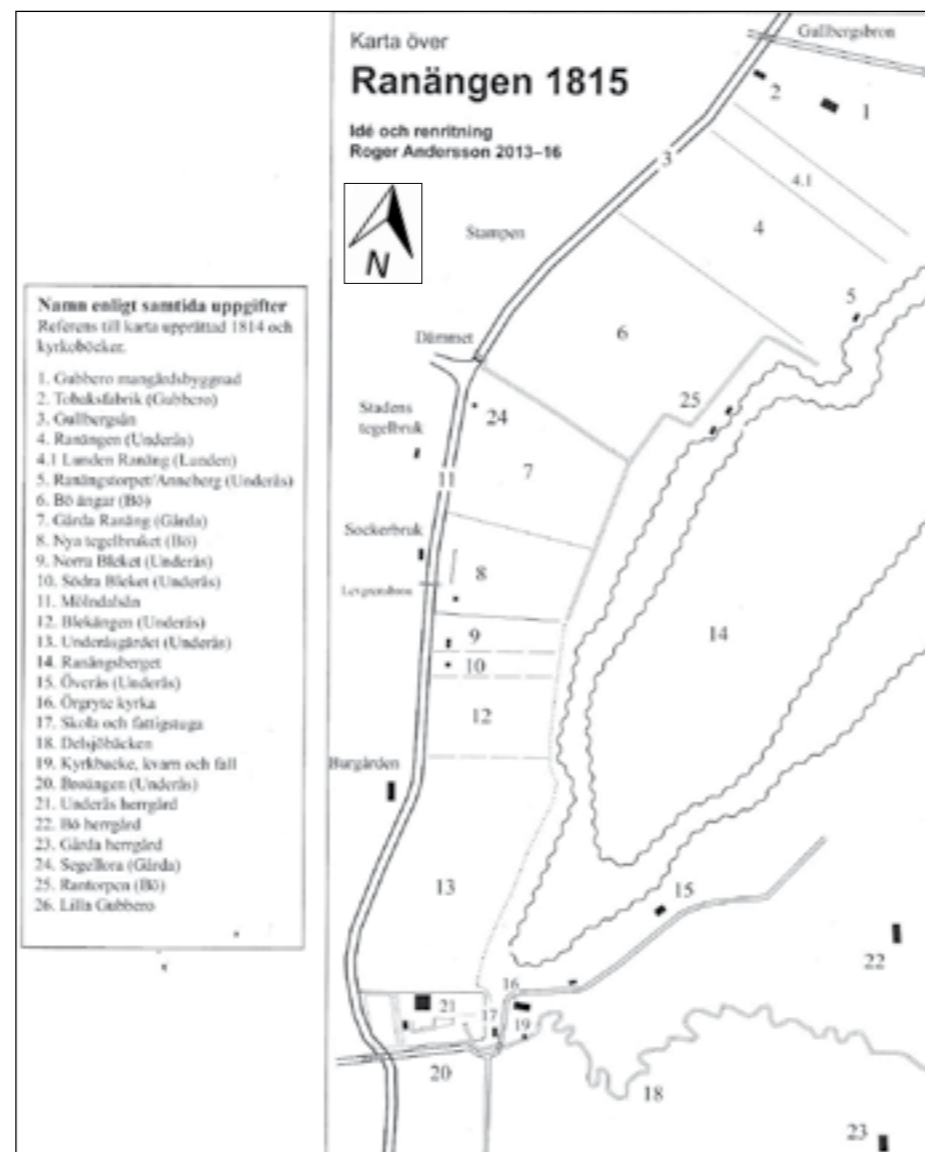 Karta över
Ranängen 1815
Idé och renritning
Roger Andersson 2013–16
N
Gullbergsbron
2
1
3
4.1
4
Stampen
5
6
Dämmet
25
24
Stadens
tegelbruk
7
11
Sockerbruk
8
9
14
10
12
Burgården
13
15
22
16
21
17
19
20
18
23
Namn enligt samtida uppgifter
Referens till karta upprättad 1814 och
kyrkoböcker.
1. Gubbero mangårdsbyggnad
2. Tobaksfabrik (Gubbero)
3. Gullbergsån
4. Ranängen (Underås)
4.1 Lunden Ranäng (Lunden)
5. Ranängstorpet/Anneberg (Underås)
6. Bö ängar (Bö)
7. Gårda Ranäng (Gårda)
8. Nya tegelbruket (Bö)
9. Norra Bleket (Underås)
10. Södra Bleket (Underås)
11. Mölndalsån
12. Blekängen (Underås)
13. Underåsgärdet (Underås)
14. Ranängsberget
15. Överås (Underås)
16. Örgryte kyrka
17. Skola och fattigstuga
18. Delsjöbäcken
19. Kyrkbacke, kvarn och fall
20. Broängen (Underås)
21. Underås herrgård
22. Bö herrgård
23. Gårda herrgård
24. Segelflora (Gårda)
25. Rantorpen (Bö)
26. Lilla Gubbero